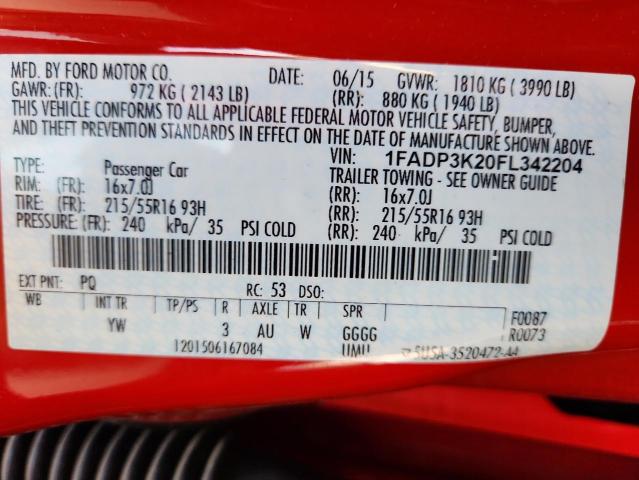 MFD. BY FORD MOTOR CO. DATE: 06/15 GVWR: 1810 KG ( 3990 LB)
GAWR: (FR): 972 KG ( 2143 LB) (RR): 880 KG ( 1940 LB)
THIS VEHICLE CONFORMS TO ALL APPLICABLE FEDERAL MOTOR VEHICLE SAFETY, BUMPER,
AND THEFT PREVENTION STANDARDS IN EFFECT ON THE DATE OF MANUFACTURE SHOWN ABOVE.
VIN: 1FADP3K20FL342204
TYPE: Passenger Car TRAILER TOWING - SEE OWNER GUIDE
RIM: (FR): 16x7.0J (RR): 16x7.0J
TIRE: (FR): 215/55R16 93H (RR): 215/55R16 93H
PRESSURE: (FR): 240 kPa/ 35 PSI COLD (RR): 240 kPa/ 35 PSI COLD
EXT PNT: PQ RC: 53 DSO:
WB INT TR TP/PS R AXLE TR SPR
YW 3 AU W GGGG F0087
1201506167084 UMU R0073
5USA-3520472-AA